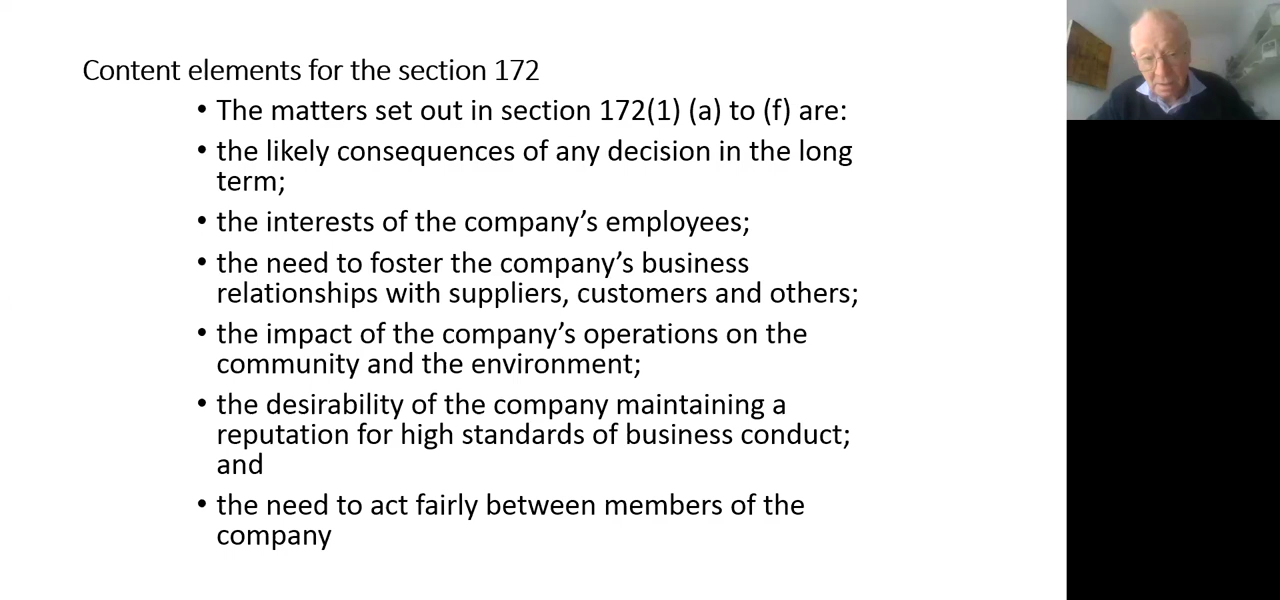 Content elements for the section 172
• The matters set out in section 172(1) (a) to (f) are:
• the likely consequences of any decision in the long
term;
• the interests of the company’s employees;
• the need to foster the company’s business
relationships with suppliers, customers and others;
• the impact of the company’s operations on the
community and the environment;
• the desirability of the company maintaining a
reputation for high standards of business conduct;
and
• the need to act fairly between members of the
company